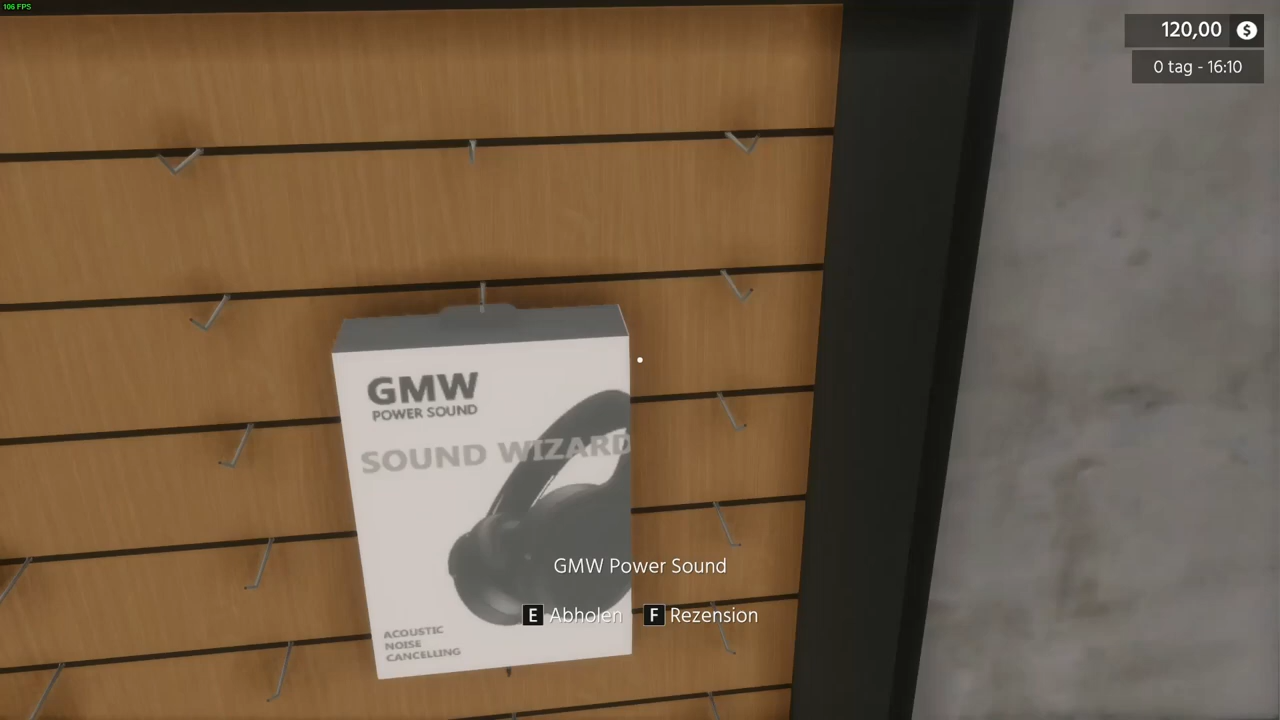 106 FPS
120,00 $
0 tag - 16:10
GMW
POWER SOUND
SOUND WIZARD
GMW Power Sound
E Abholen F Rezension
ACOUSTIC
NOISE
CANCELLING